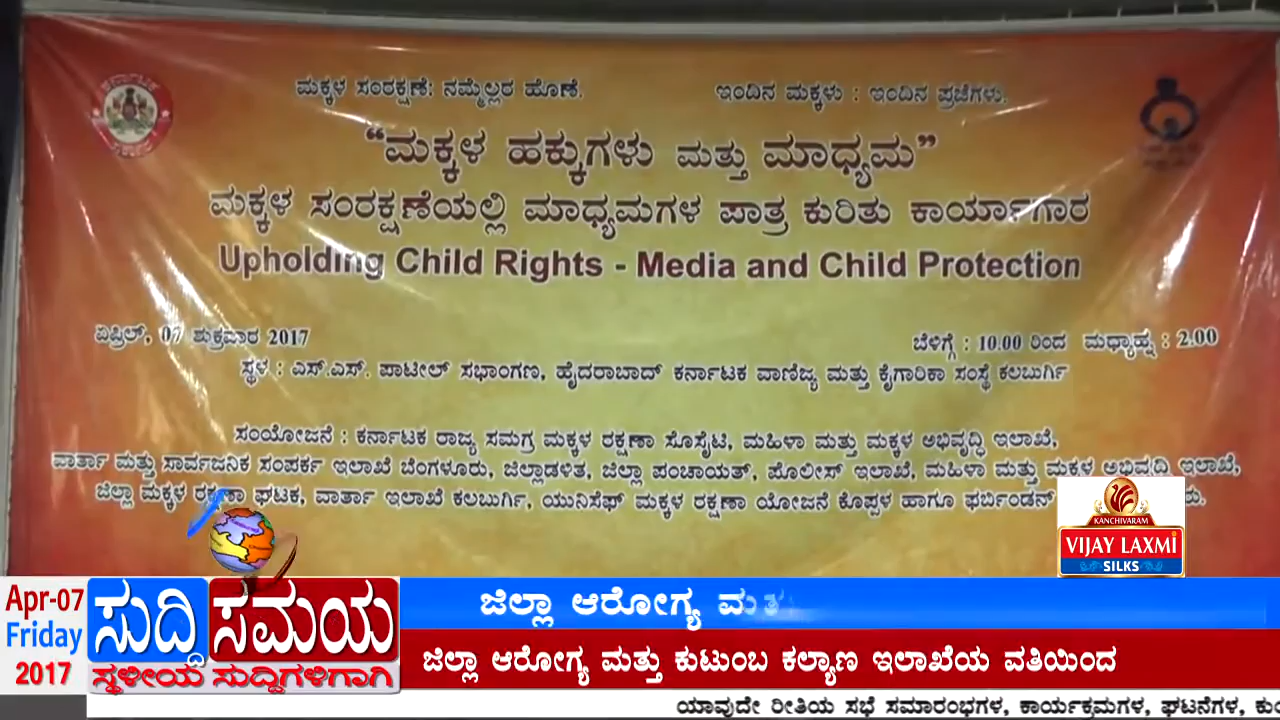 ಮಕ್ಕಳ ಸಂರಕ್ಷಣೆ: ನಮ್ಮೆಲ್ಲರ ಹೊಣೆ. ಇಂದಿನ ಮಕ್ಕಳು : ಇಂದಿನ ಪ್ರಜೆಗಳು.
“ಮಕ್ಕಳ ಹಕ್ಕುಗಳು ಮತ್ತು ಮಾಧ್ಯಮ”
ಮಕ್ಕಳ ಸಂರಕ್ಷಣೆಯಲ್ಲಿ ಮಾಧ್ಯಮಗಳ ಪಾತ್ರ ಕುರಿತು ಕಾರ್ಯಾಗಾರ
Upholding Child Rights - Media and Child Protection
ಏಪ್ರಿಲ್, 07 ಶುಕ್ರವಾರ 2017 ಬೆಳಿಗ್ಗೆ : 10.00 ರಿಂದ ಮಧ್ಯಾಹ್ನ : 2.00
ಸ್ಥಳ : ಎಸ್.ಎಸ್. ಪಾಟೀಲ್ ಸಭಾಂಗಣ, ಹೈದರಾಬಾದ್ ಕರ್ನಾಟಕ ವಾಣಿಜ್ಯ ಮತ್ತು ಕೈಗಾರಿಕಾ ಸಂಸ್ಥೆ ಕಲಬುರ್ಗಿ
ಸಂಯೋಜನೆ : ಕರ್ನಾಟಕ ರಾಜ್ಯ ಸಮಗ್ರ ಮಕ್ಕಳ ರಕ್ಷಣಾ ಸೊಸೈಟಿ, ಮಹಿಳಾ ಮತ್ತು ಮಕ್ಕಳ ಅಭಿವೃದ್ಧಿ ಇಲಾಖೆ,
ವಾರ್ತಾ ಮತ್ತು ಸಾರ್ವಜನಿಕ ಸಂಪರ್ಕ ಇಲಾಖೆ ಬೆಂಗಳೂರು, ಜಿಲ್ಲಾಡಳಿತ, ಜಿಲ್ಲಾ ಪಂಚಾಯತ್, ಪೊಲೀಸ್ ಇಲಾಖೆ, ಮಹಿಳಾ ಮತ್ತು ಮಕ್ಕಳ ಅಭಿವೃದ್ಧಿ ಇಲಾಖೆ,
ಜಿಲ್ಲಾ ಮಕ್ಕಳ ರಕ್ಷಣಾ ಘಟಕ, ವಾರ್ತಾ ಇಲಾಖೆ ಕಲಬುರ್ಗಿ, ಯುನಿಸೆಫ್ ಮಕ್ಕಳ ರಕ್ಷಣಾ ಯೋಜನೆ ಕೊಪ್ಪಳ ಹಾಗೂ ಫರ್ಬಿಂಡನ್
KANCHIVARAM
VIJAY LAXMI
SILKS
Apr-07
Friday
2017
ಸುದ್ದಿ ಸಮಯ
ಸ್ಥಳೀಯ ಸುದ್ದಿಗಳಿಗಾಗಿ
ಜಿಲ್ಲಾ ಆರೋಗ್ಯ
ಜಿಲ್ಲಾ ಆರೋಗ್ಯ ಮತ್ತು ಕುಟುಂಬ ಕಲ್ಯಾಣ ಇಲಾಖೆಯ ವತಿಯಿಂದ
ಯಾವುದೇ ರೀತಿಯ ಸಭೆ ಸಮಾರಂಭಗಳ, ಕಾರ್ಯಕ್ರಮಗಳ, ಘಟನೆಗಳ,